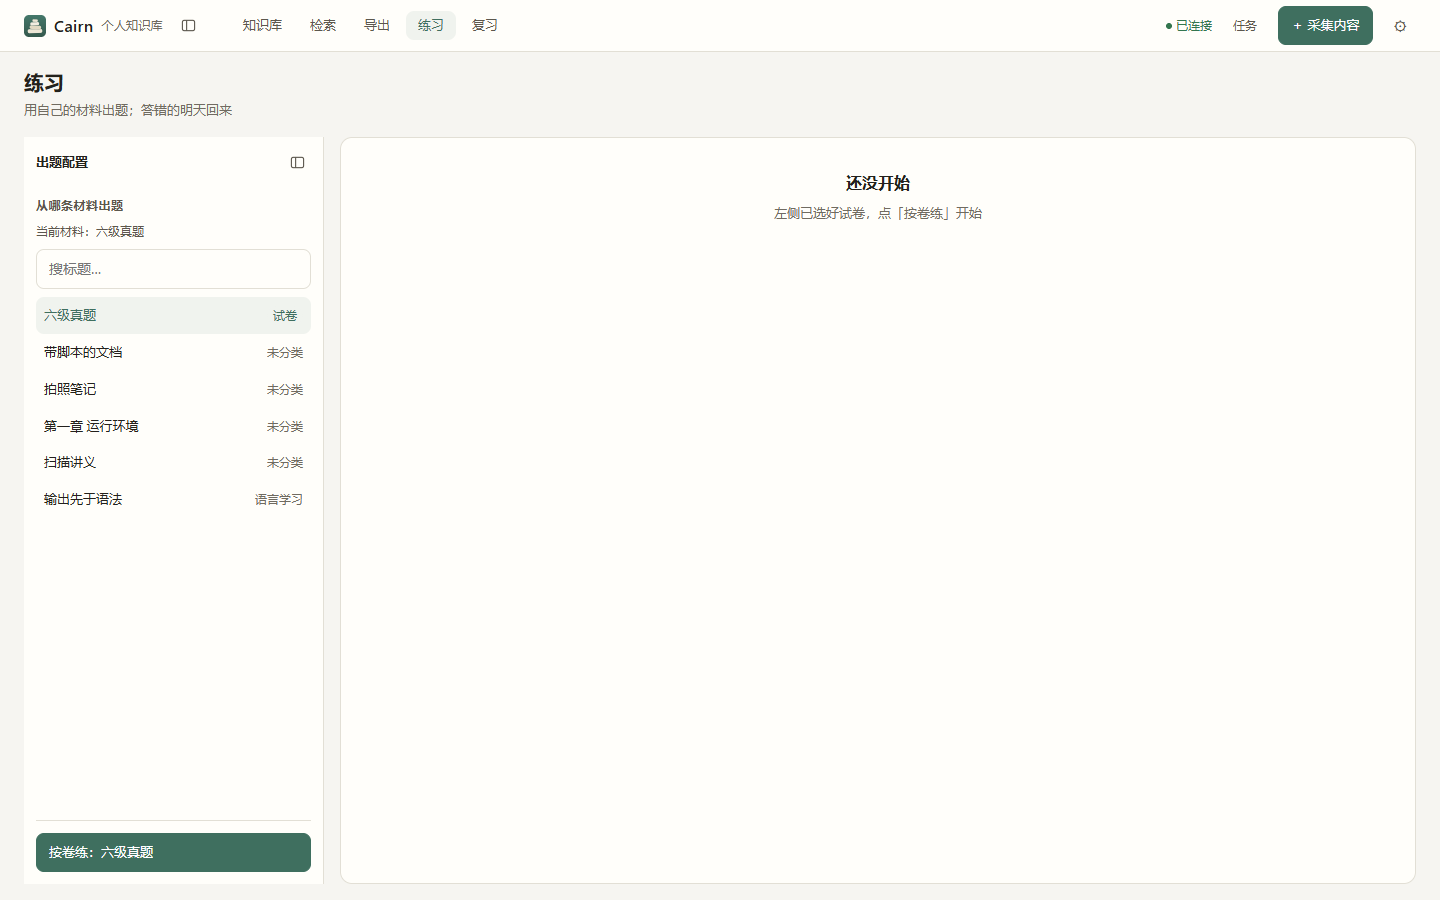 Cairn 个人知识库
知识库 检索 导出 练习 复习
已连接 任务 + 采集内容
练习
用自己的材料出题；答错的明天回来
出题配置
从哪条材料出题
当前材料：六级真题
搜标题...
六级真题 试卷
带脚本的文档 未分类
拍照笔记 未分类
第一章 运行环境 未分类
扫描讲义 未分类
输出先于语法 语言学习
按卷练：六级真题
还没开始
左侧已选好试卷，点「按卷练」开始